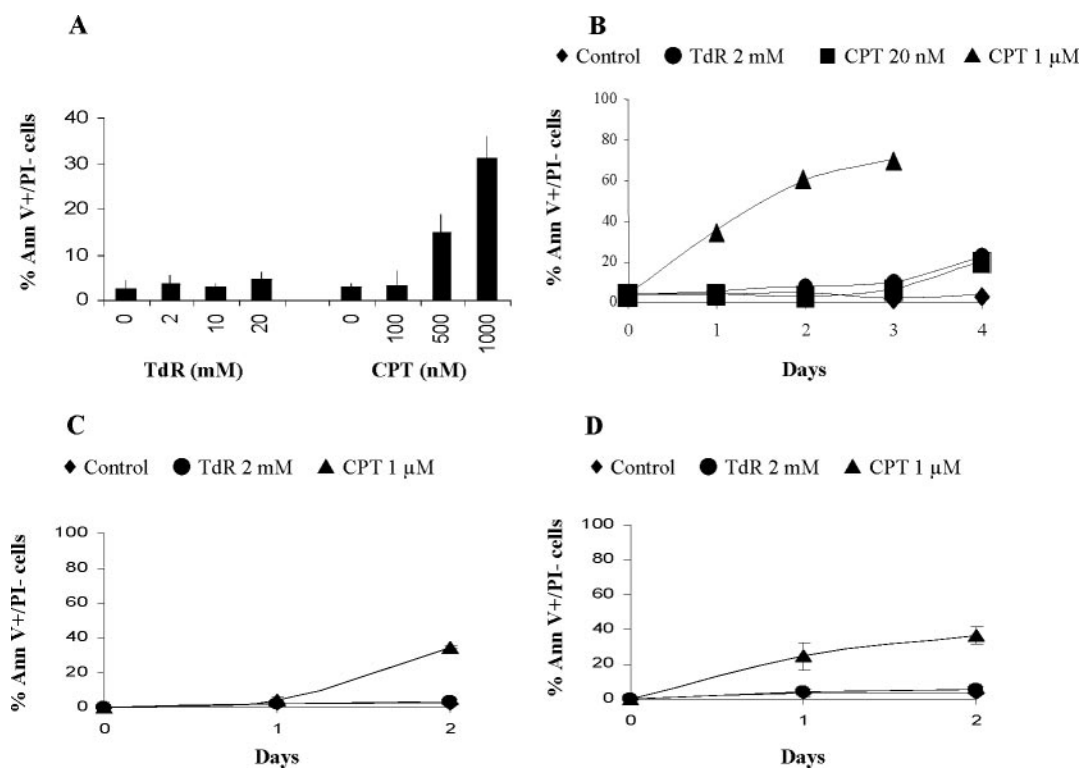 A
% Ann V+/PI- cells
40
30
20
10
0
0
2
10
20
0
100
500
1000
TdR (mM)
CPT (nM)
B
Control
TdR 2 mM
CPT 20 nM
CPT 1 µM
% Ann V+/PI- cells
100
80
60
40
20
0
0
1
2
3
4
Days
C
Control
TdR 2 mM
CPT 1 µM
% Ann V+/PI- cells
100
80
60
40
20
0
0
1
2
Days
D
Control
TdR 2 mM
CPT 1 µM
% Ann V+/PI- cells
100
80
60
40
20
0
0
1
2
Days